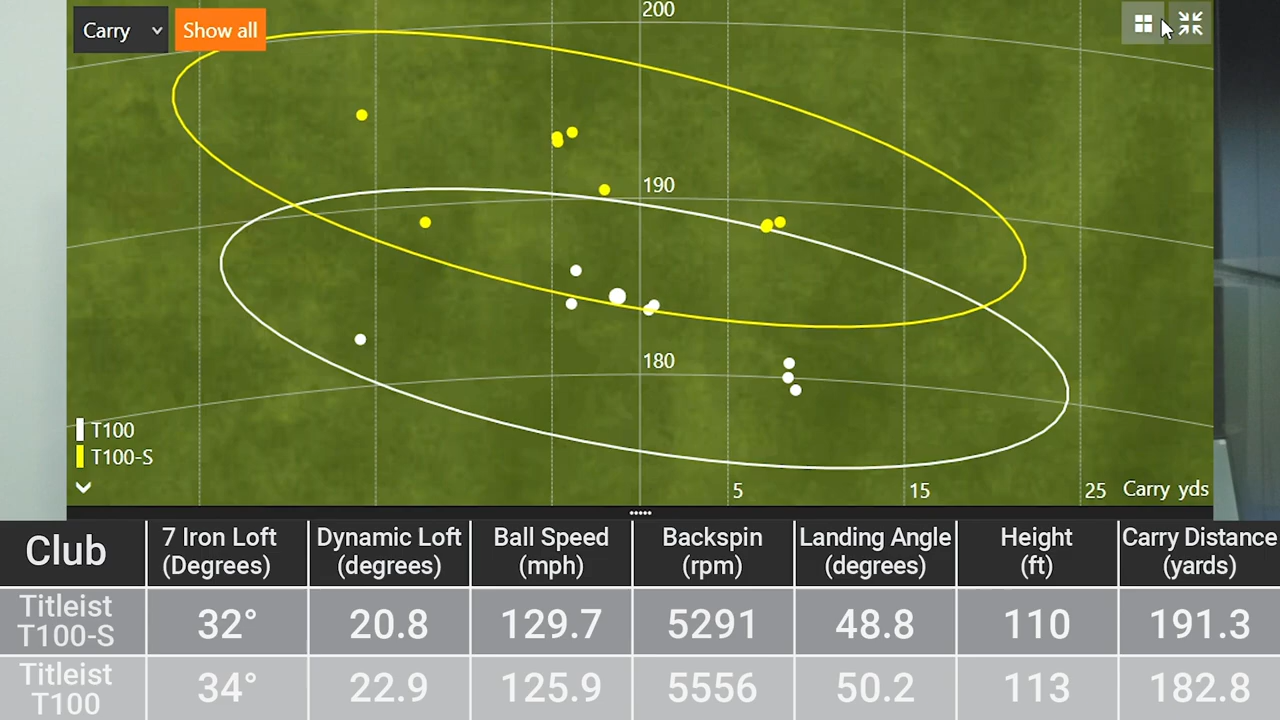 Carry
Show all
200
190
180
T100
T100-S
5
15
25
Carry yds
Club
7 Iron Loft
(Degrees)
Dynamic Loft
(degrees)
Ball Speed
(mph)
Backspin
(rpm)
Landing Angle
(degrees)
Height
(ft)
Carry Distance
(yards)
Titleist
T100-S
32°
20.8
129.7
5291
48.8
110
191.3
Titleist
T100
34°
22.9
125.9
5556
50.2
113
182.8